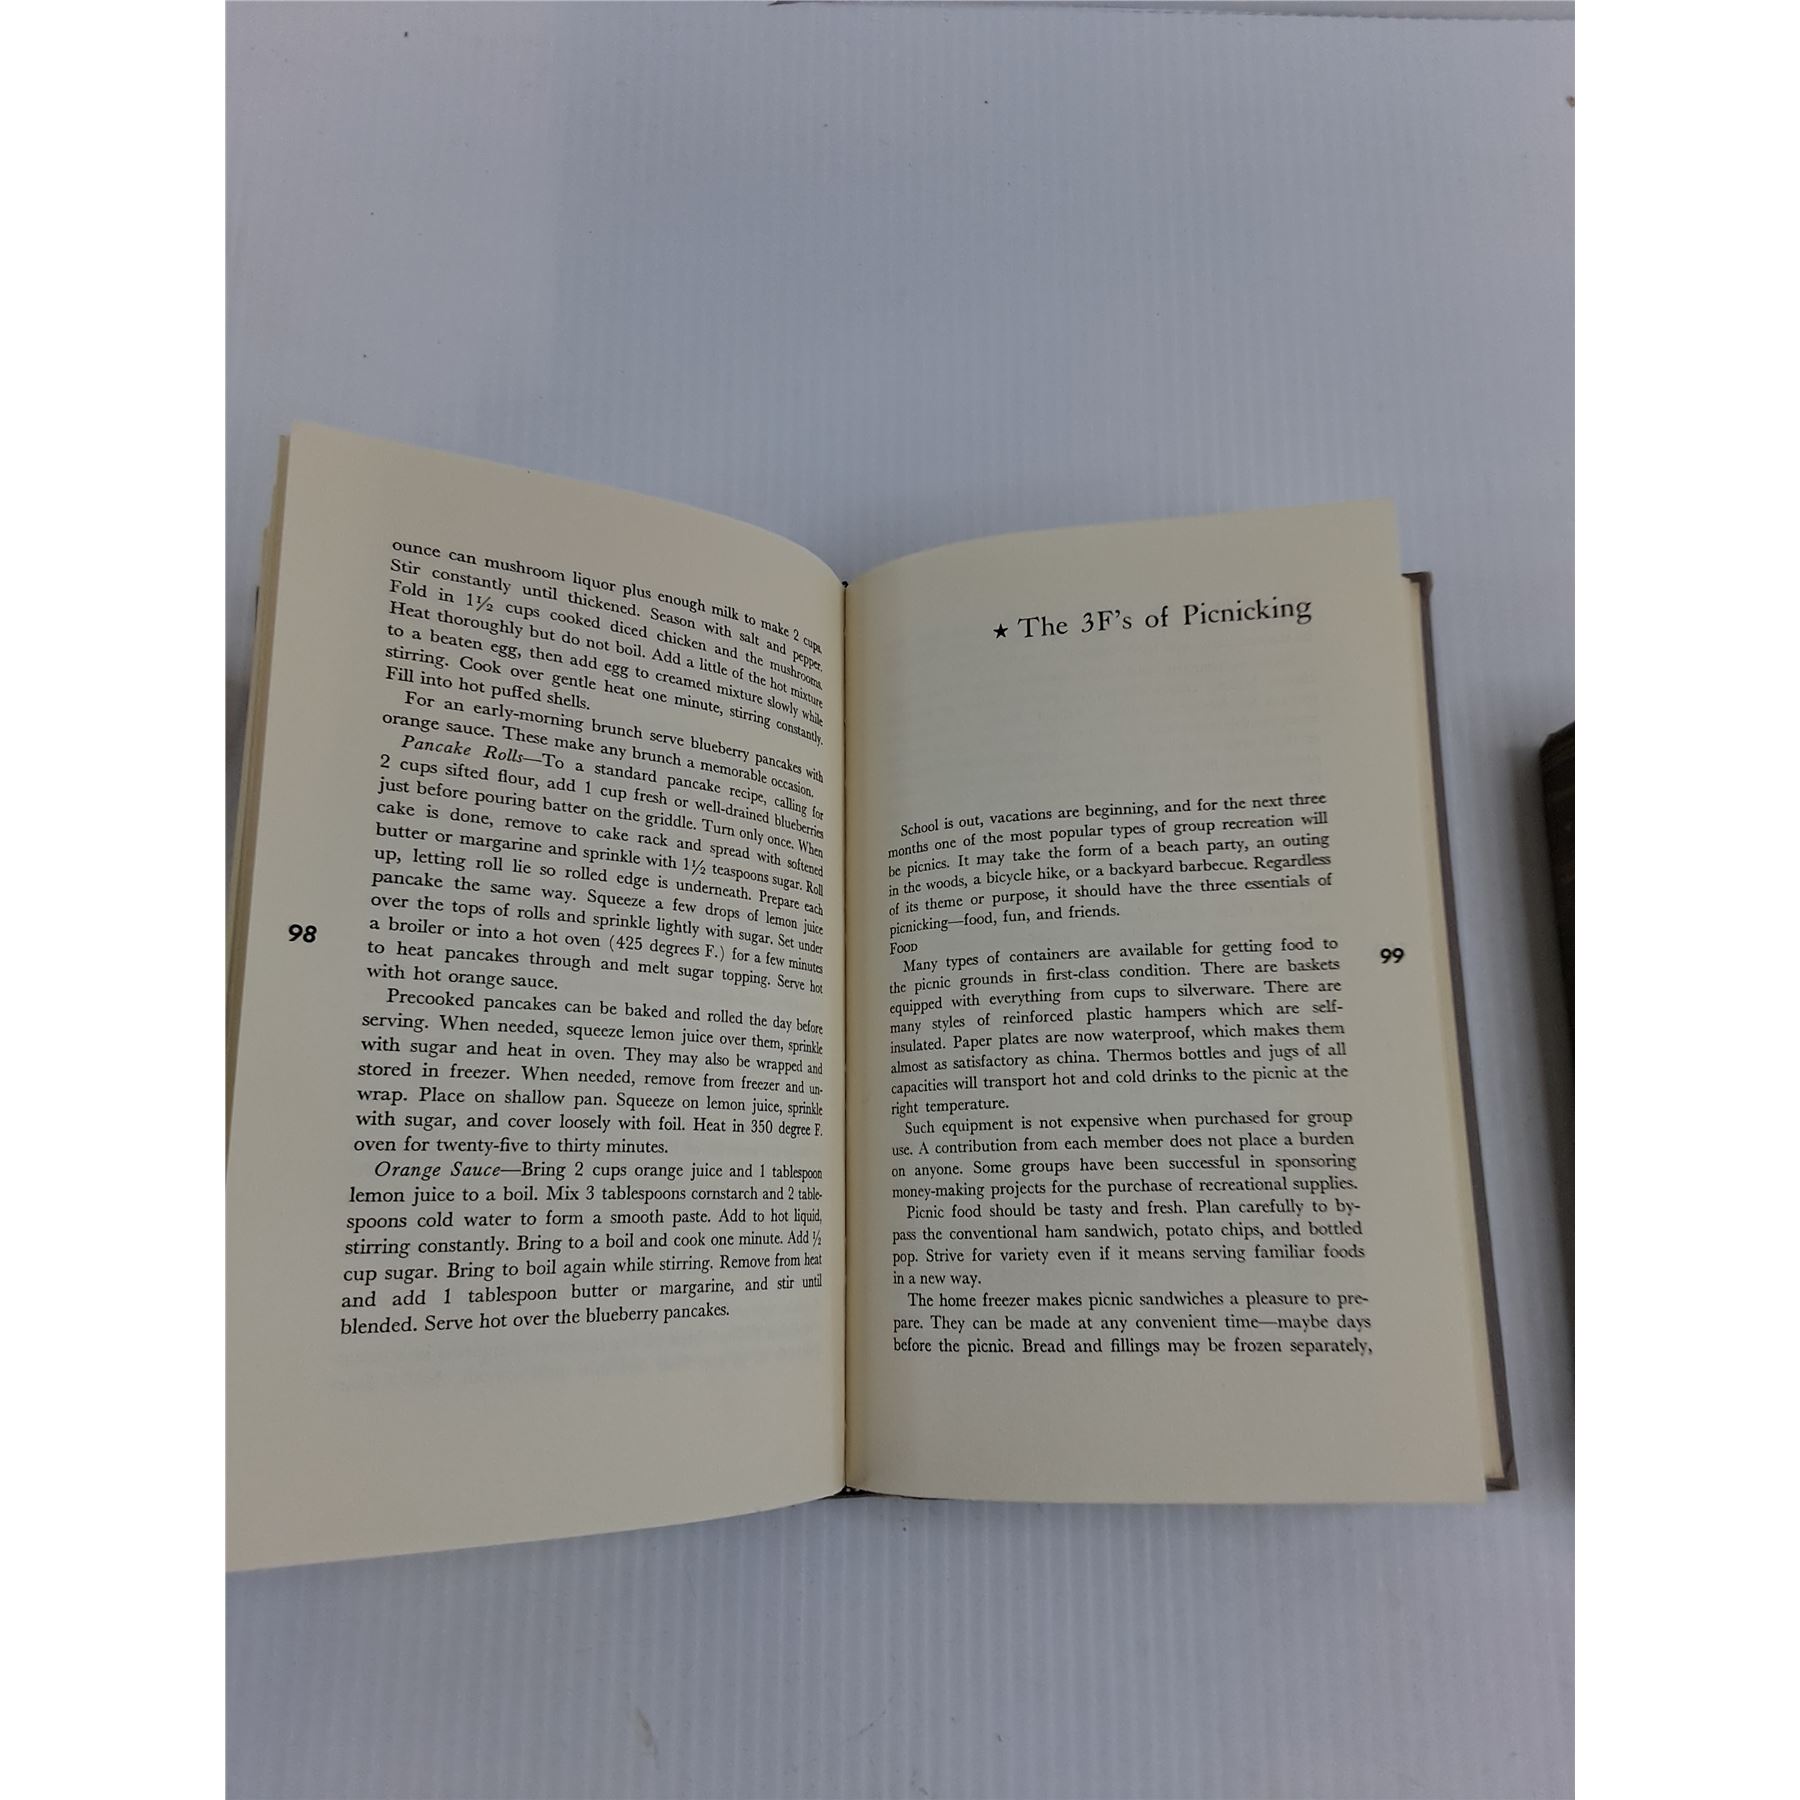 ounce can mushroom liquor plus enough milk to make 2 cups.
Stir constantly until thickened. Season with salt and pepper.
Fold in 1½ cups cooked diced chicken and the mushrooms.
Heat thoroughly but do not boil. Add a little of the hot mixture
to a beaten egg, then add egg to creamed mixture slowly while
stirring. Cook over gentle heat one minute, stirring constantly.
Fill into hot puffed shells.
For an early-morning brunch serve blueberry pancakes with
orange sauce. These make any brunch a memorable occasion.
Pancake Rolls—To a standard pancake recipe, calling for
2 cups sifted flour, add 1 cup fresh or well-drained blueberries
just before pouring batter on the griddle. Turn only once. When
cake is done, remove to cake rack and spread with softened
butter or margarine and sprinkle with 1½ teaspoons sugar. Roll
up, letting roll lie so rolled edge is underneath. Prepare each
pancake the same way. Squeeze a few drops of lemon juice
over the tops of rolls and sprinkle lightly with sugar. Set under
a broiler or into a hot oven (425 degrees F.) for a few minutes
to heat pancakes through and melt sugar topping. Serve hot
with hot orange sauce.
Precooked pancakes can be baked and rolled the day before
serving. When needed, squeeze lemon juice over them, sprinkle
with sugar and heat in oven. They may also be wrapped and
stored in freezer. When needed, remove from freezer and un-
wrap. Place on shallow pan. Squeeze on lemon juice, sprinkle
with sugar, and cover loosely with foil. Heat in 350 degree F.
oven for twenty-five to thirty minutes.
Orange Sauce—Bring 2 cups orange juice and 1 tablespoon
lemon juice to a boil. Mix 3 tablespoons cornstarch and 2 table-
spoons cold water to form a smooth paste. Add to hot liquid,
stirring constantly. Bring to a boil and cook one minute. Add ½
cup sugar. Bring to boil again while stirring. Remove from heat
and add 1 tablespoon butter or margarine, and stir until
blended. Serve hot over the blueberry pancakes.
98
★ The 3F's of Picnicking
School is out, vacations are beginning, and for the next three
months one of the most popular types of group recreation will
be picnics. It may take the form of a beach party, an outing
in the woods, a bicycle hike, or a backyard barbecue. Regardless
of its theme or purpose, it should have the three essentials of
picnicking—food, fun, and friends.
FOOD
Many types of containers are available for getting food to
the picnic grounds in first-class condition. There are baskets
equipped with everything from cups to silverware. There are
many styles of reinforced plastic hampers which are self-
insulated. Paper plates are now waterproof, which makes them
almost as satisfactory as china. Thermos bottles and jugs of all
capacities will transport hot and cold drinks to the picnic at the
right temperature.
Such equipment is not expensive when purchased for group
use. A contribution from each member does not place a burden
on anyone. Some groups have been successful in sponsoring
money-making projects for the purchase of recreational supplies.
Picnic food should be tasty and fresh. Plan carefully to by-
pass the conventional ham sandwich, potato chips, and bottled
pop. Strive for variety even if it means serving familiar foods
in a new way.
The home freezer makes picnic sandwiches a pleasure to pre-
pare. They can be made at any convenient time—maybe days
before the picnic. Bread and fillings may be frozen separately,
99